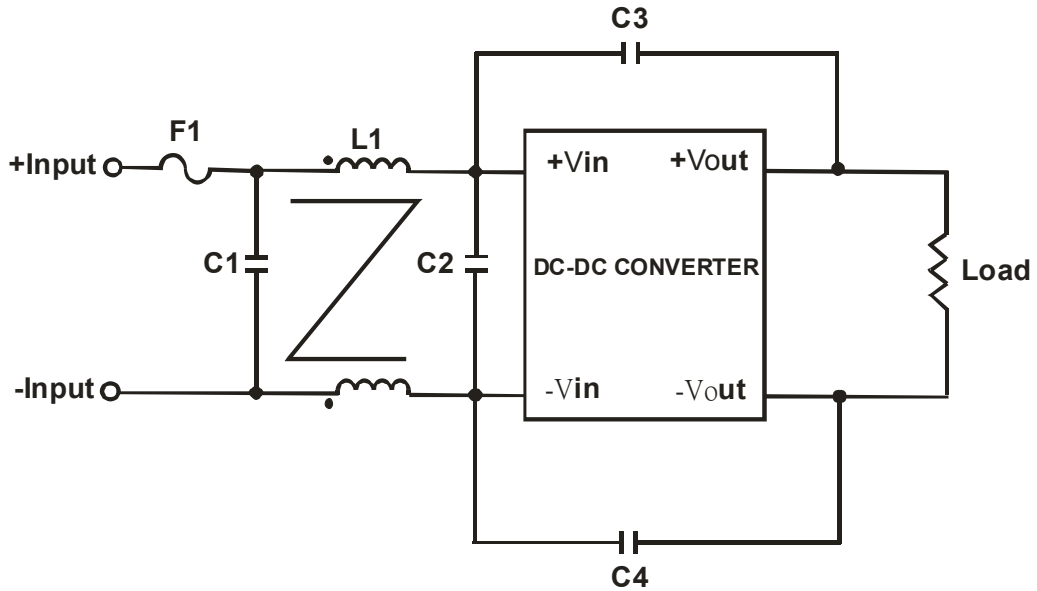 C3
F1
L1
+Input
+Vin
+Vout
C1
C2
DC-DC CONVERTER
Load
-Input
-Vin
-Vout
C4